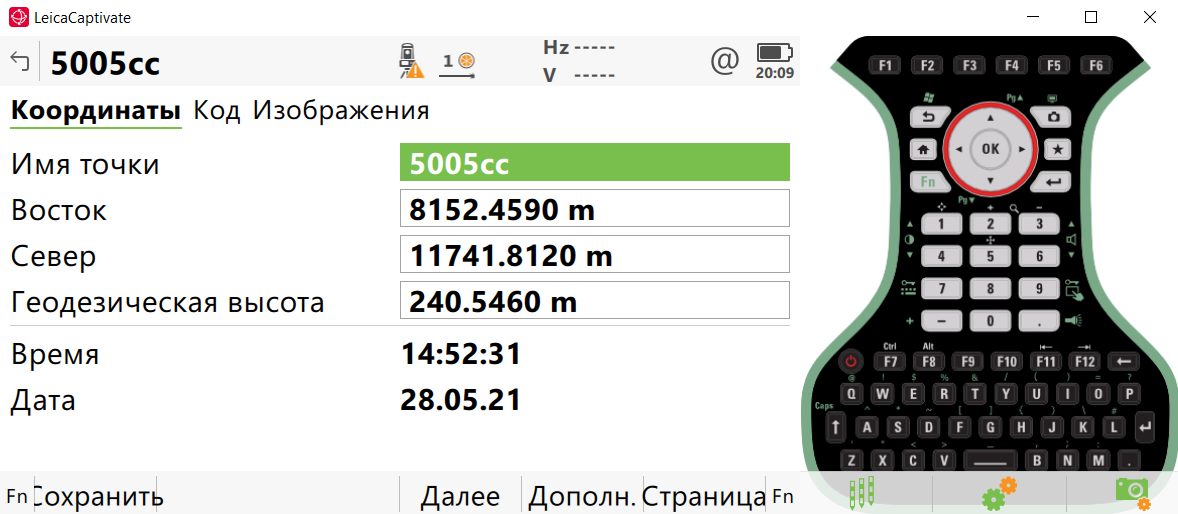 LeicaCaptivate
5005cc
1
Hz -----
V -----
@
20:09
Координаты Код Изображения
Имя точки 5005cc
Восток 8152.4590 m
Север 11741.8120 m
Геодезическая высота 240.5460 m
Время 14:52:31
Дата 28.05.21
Fn Сохранить Далее Дополн. Страница Fn
F1 F2 F3 F4 F5 F6
Pg
OK
Fn
Pg
+ −
1 2 3
4 5 6
7 8 9
+ − 0 .
Ctrl Alt
F7 F8 F9 F10 F11 F12
@ ! $ % & / ( ) = ?
Q W E R T Y U I O P
Caps
^ * ~ [ ] { } \ #
A S D F G H J K L
Z X C V B N M .